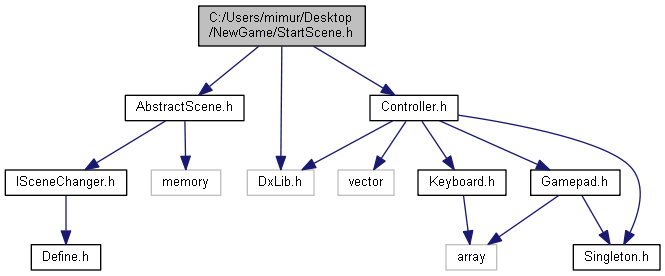 C:/Users/mimur/Desktop
/NewGame/StartScene.h
AbstractScene.h
Controller.h
ISceneChanger.h
memory
DxLib.h
vector
Keyboard.h
Gamepad.h
Define.h
array
Singleton.h